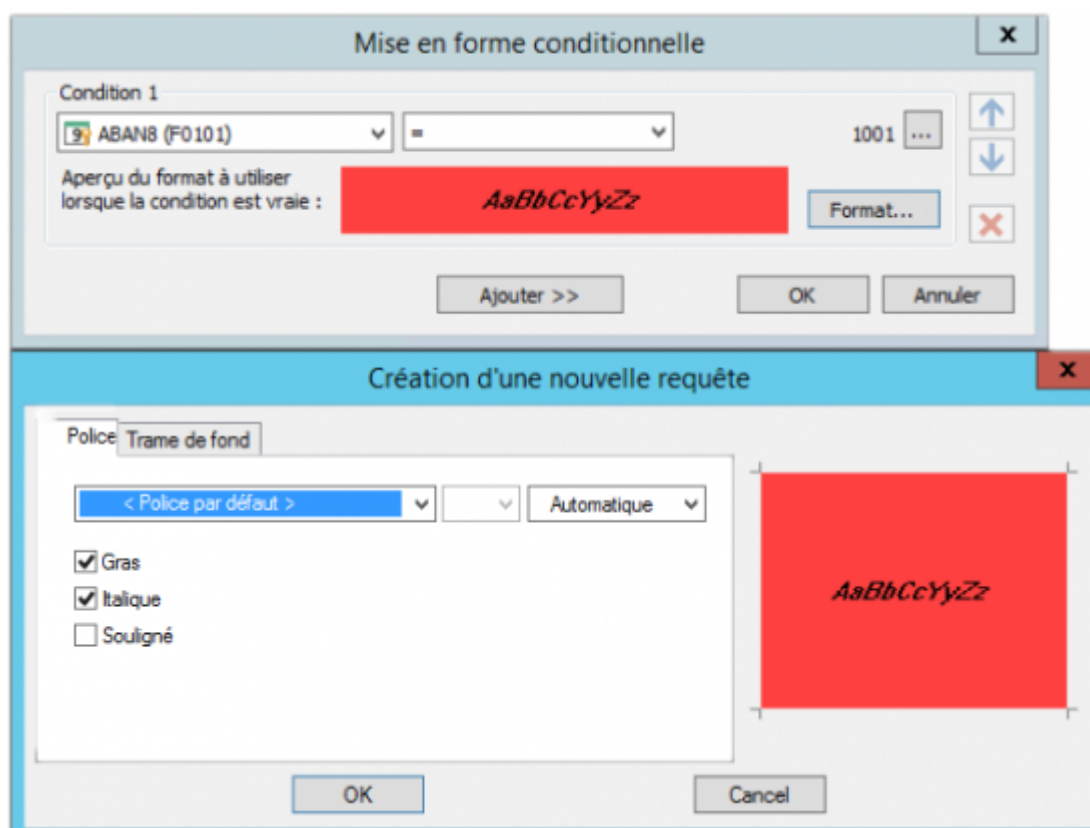 Mise en forme conditionnelle
x
Condition 1
ABAN8 (F0101) = 1001 ...
Aperçu du format à utiliser
lorsque la condition est vraie :
AaBbCcYyZz
Format...
Ajouter >> OK Annuler
Création d'une nouvelle requête
x
Police Trame de fond
< Police par défaut > Automatique
Gras
Italique
Souligné
AaBbCcYyZz
OK Cancel